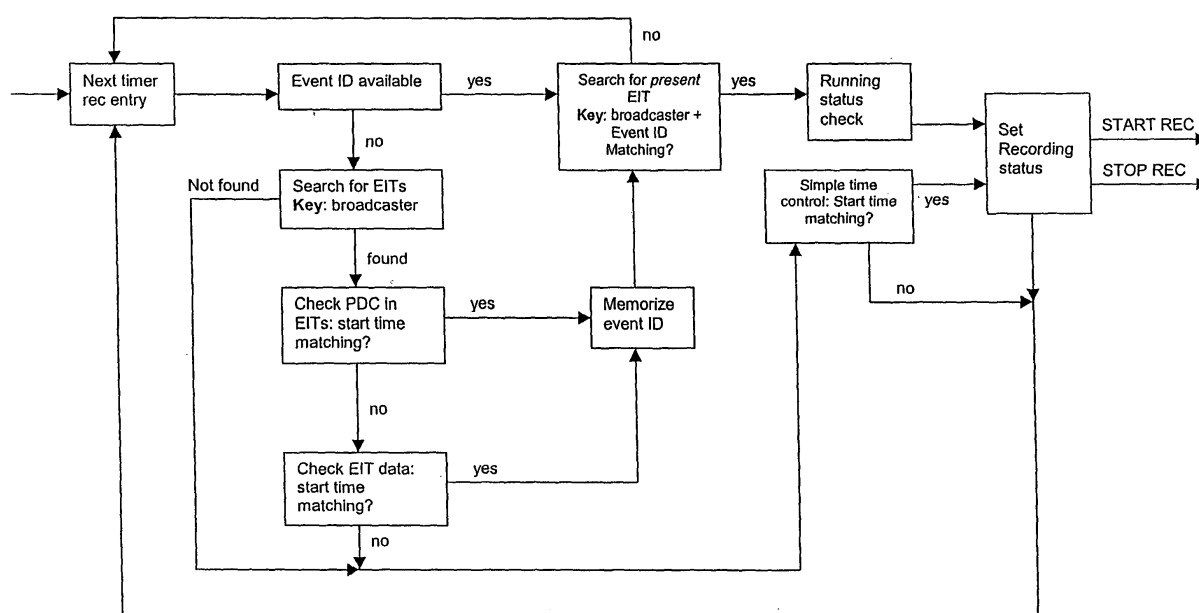 no
Next timer
rec entry
Event ID available
yes
Search for present
EIT
Key: broadcaster +
Event ID
Matching?
yes
Running
status
check
Set
Recording
status
START REC
STOP REC
no
Not found
Search for EITs
Key: broadcaster
Simple time
control: Start time
matching?
yes
found
no
Check PDC in
EITs: start time
matching?
yes
Memorize
event ID
no
Check EIT data:
start time
matching?
yes
no